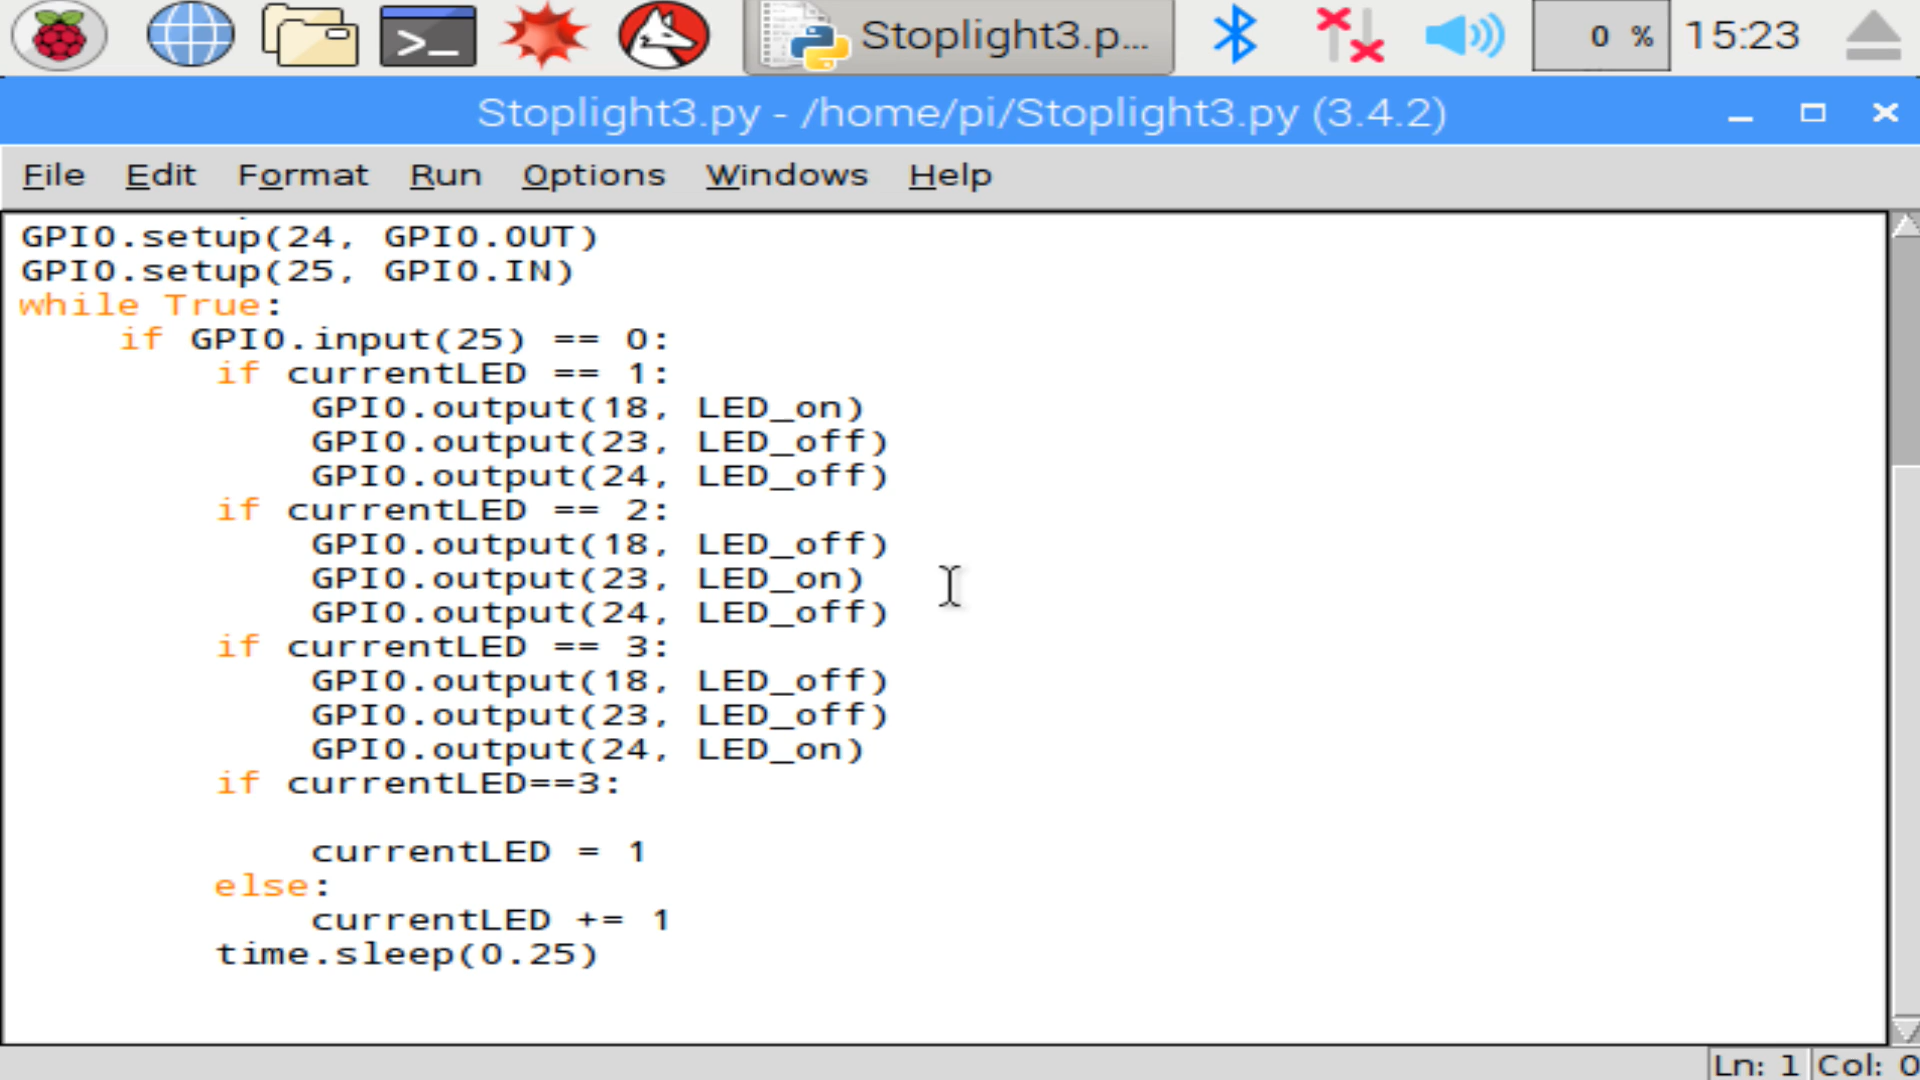 Stoplight3.p...
0 %
15:23
Stoplight3.py - /home/pi/Stoplight3.py (3.4.2)
File Edit Format Run Options Windows Help
GPIO.setup(24, GPIO.OUT)
GPIO.setup(25, GPIO.IN)
while True:
    if GPIO.input(25) == 0:
        if currentLED == 1:
            GPIO.output(18, LED_on)
            GPIO.output(23, LED_off)
            GPIO.output(24, LED_off)
        if currentLED == 2:
            GPIO.output(18, LED_off)
            GPIO.output(23, LED_on)
            GPIO.output(24, LED_off)
        if currentLED == 3:
            GPIO.output(18, LED_off)
            GPIO.output(23, LED_off)
            GPIO.output(24, LED_on)
        if currentLED==3:
            currentLED = 1
        else:
            currentLED += 1
        time.sleep(0.25)
Ln: 1 Col: 0